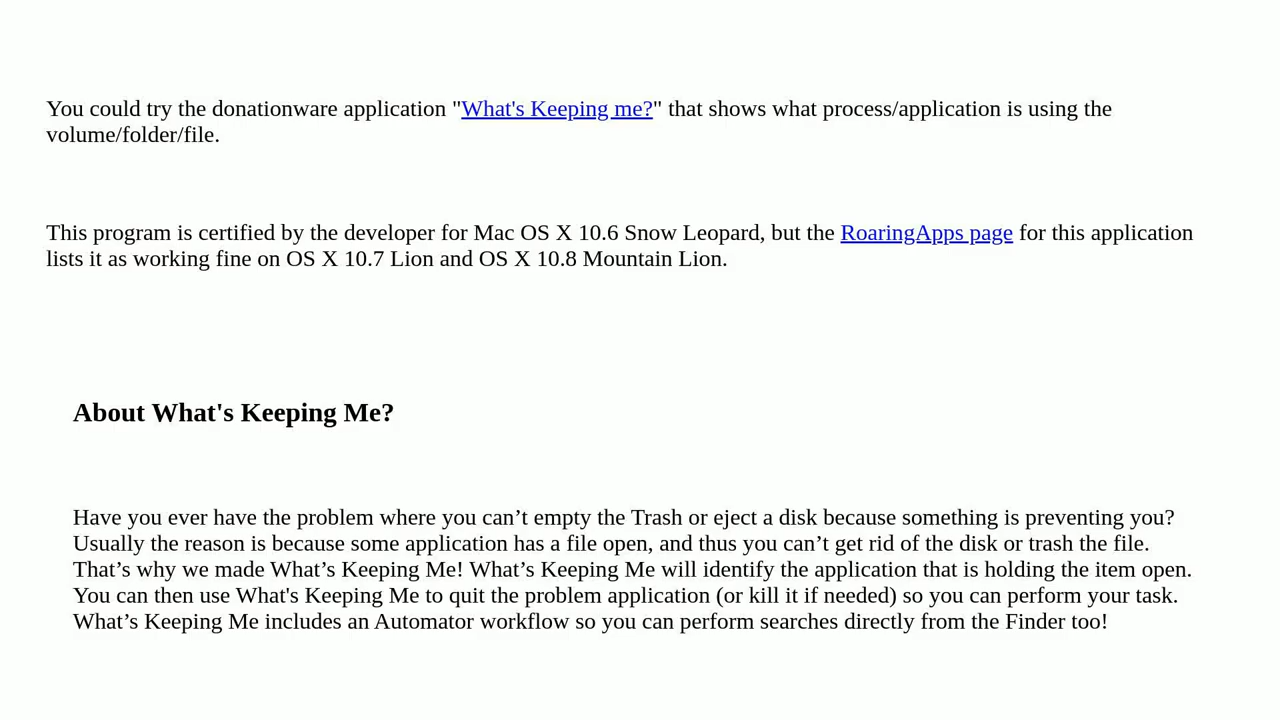 You could try the donationware application "What's Keeping me?" that shows what process/application is using the
volume/folder/file.
This program is certified by the developer for Mac OS X 10.6 Snow Leopard, but the RoaringApps page for this application
lists it as working fine on OS X 10.7 Lion and OS X 10.8 Mountain Lion.
About What's Keeping Me?
Have you ever have the problem where you can’t empty the Trash or eject a disk because something is preventing you?
Usually the reason is because some application has a file open, and thus you can’t get rid of the disk or trash the file.
That’s why we made What’s Keeping Me! What’s Keeping Me will identify the application that is holding the item open.
You can then use What's Keeping Me to quit the problem application (or kill it if needed) so you can perform your task.
What’s Keeping Me includes an Automator workflow so you can perform searches directly from the Finder too!